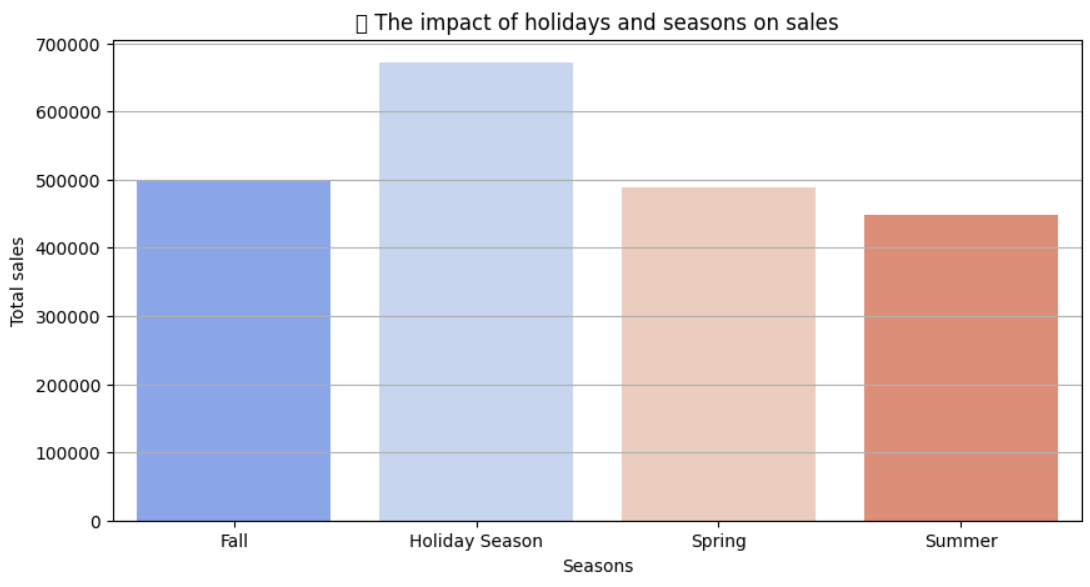 ▯ The impact of holidays and seasons on sales
700000
600000
500000
400000
300000
200000
100000
0
Total sales
Fall
Holiday Season
Spring
Summer
Seasons